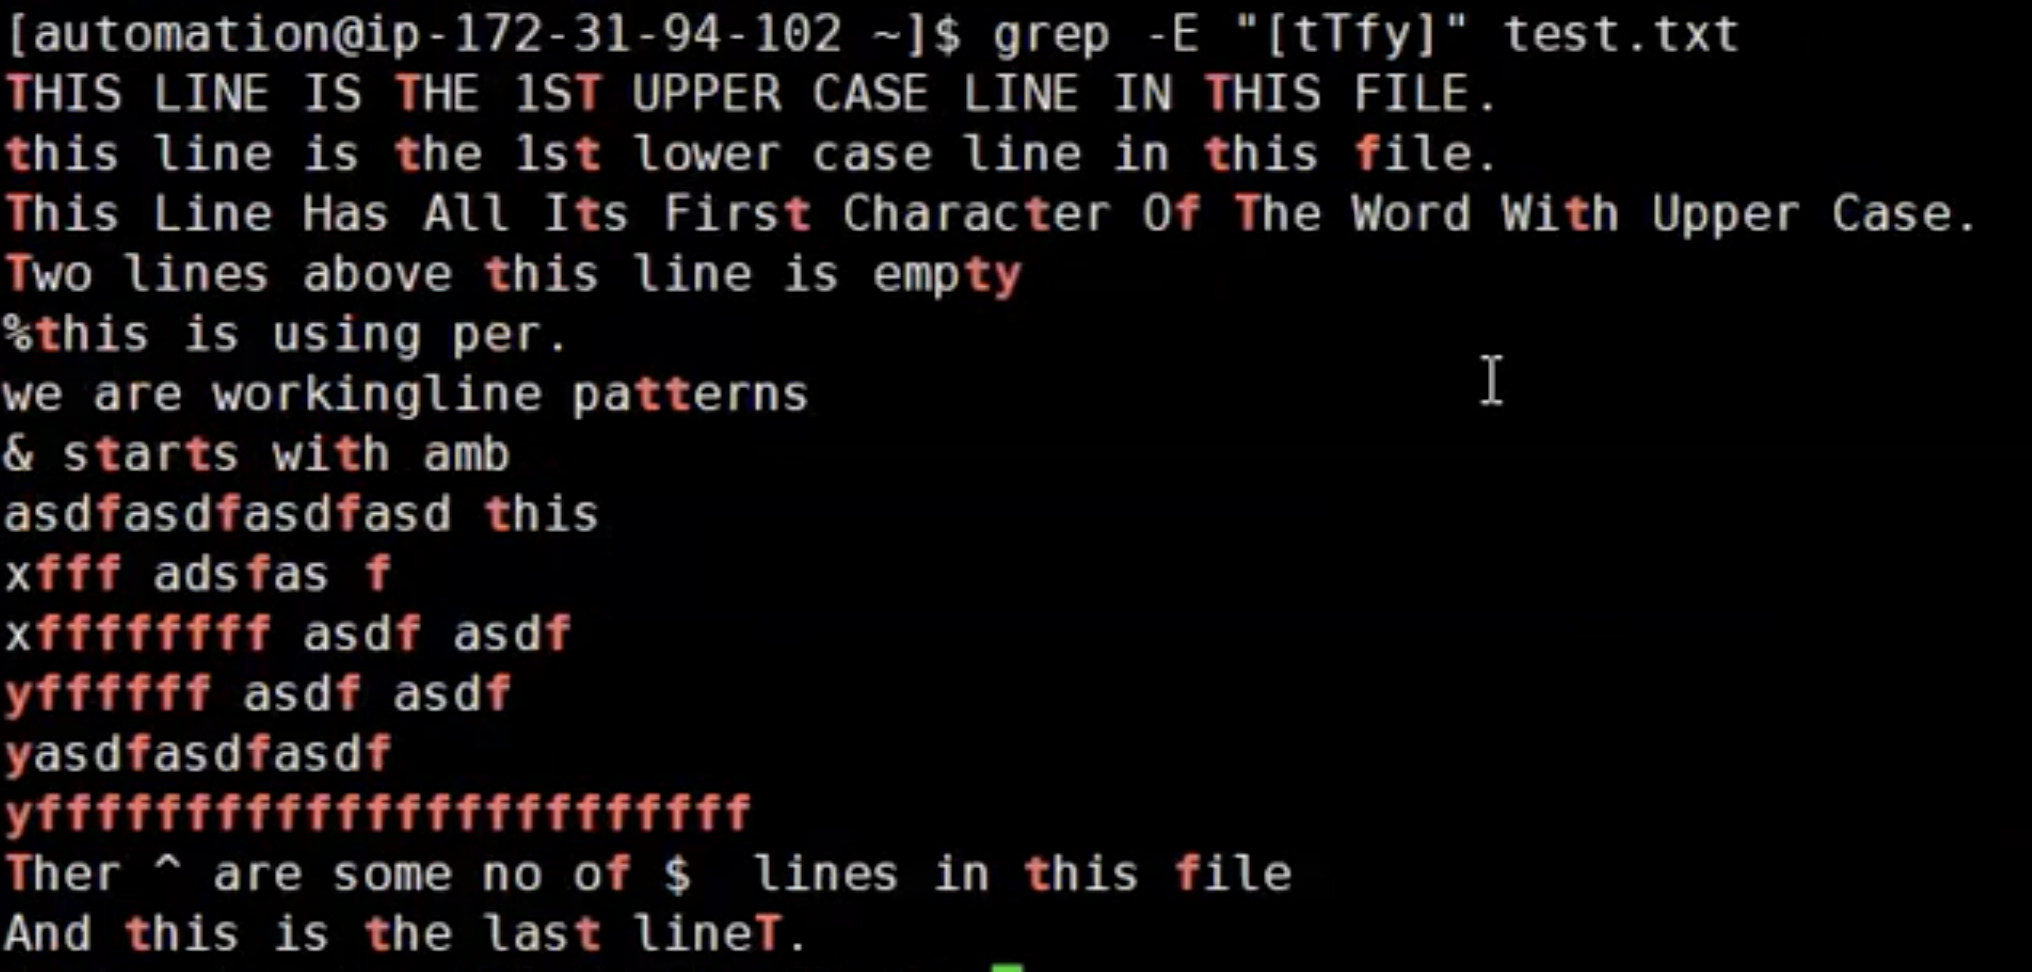 [automation@ip-172-31-94-102 ~]$ grep -E "[tTfy]" test.txt
THIS LINE IS THE 1ST UPPER CASE LINE IN THIS FILE.
this line is the 1st lower case line in this file.
This Line Has All Its First Character Of The Word With Upper Case.
Two lines above this line is empty
%this is using per.
we are workingline patterns
& starts with amb
asdfasdfasdfasd this
xfff adsfas f
xffffffff asdf asdf
yffffff asdf asdf
yasdfasdfasdf
yffffffffffffffffffffffff
Ther ^ are some no of $  lines in this file
And this is the last lineT.